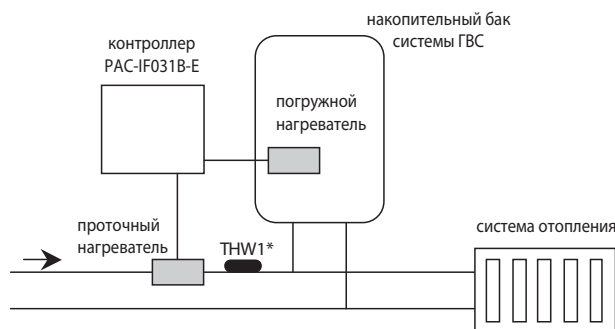 накопительный бак
системы ГВС
контроллер
PAC-IF031B-E
погружной
нагреватель
проточный
нагреватель
THW1*
система отопления